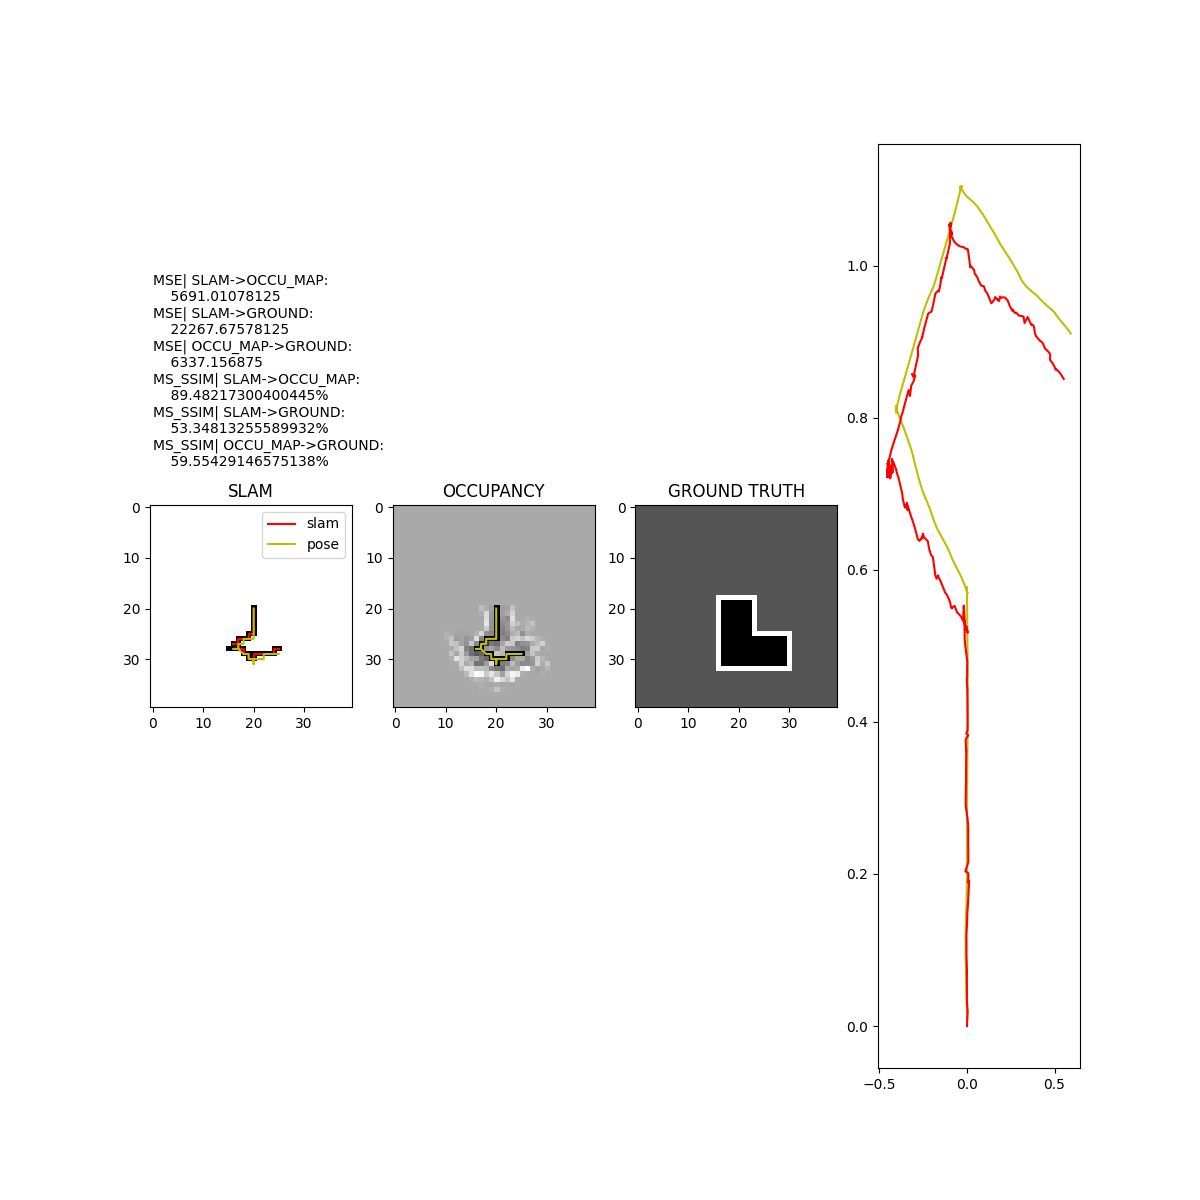 MSE| SLAM->OCCU_MAP:
5691.01078125
MSE| SLAM->GROUND:
22267.67578125
MSE| OCCU_MAP->GROUND:
6337.156875
MS_SSIM| SLAM->OCCU_MAP:
89.48217300400445%
MS_SSIM| SLAM->GROUND:
53.34813255589932%
MS_SSIM| OCCU_MAP->GROUND:
59.55429146575138%
SLAM
slam
pose
0
10
20
30
0 10 20 30
OCCUPANCY
0
10
20
30
0 10 20 30
GROUND TRUTH
0
10
20
30
0 10 20 30
1.0
0.8
0.6
0.4
0.2
0.0
−0.5 0.0 0.5